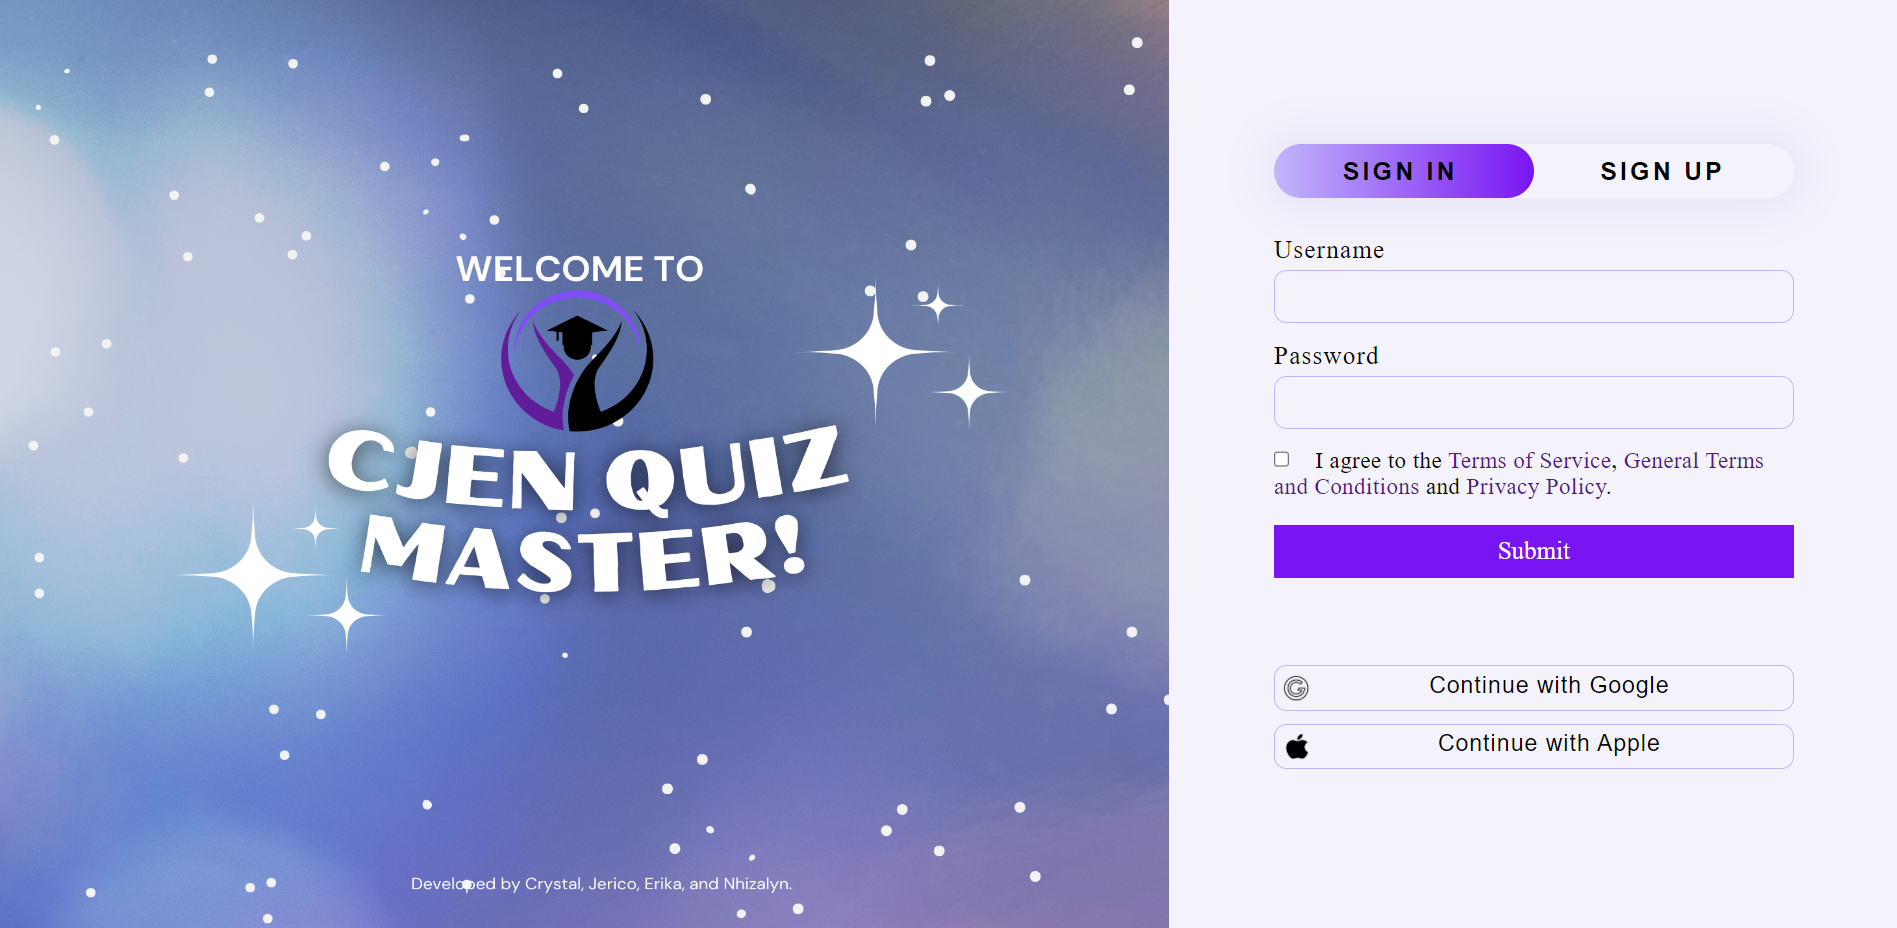 WELCOME TO
CJEN QUIZ
MASTER!
Developed by Crystal, Jerico, Erika, and Nhizalyn.
SIGN IN
SIGN UP
Username
Password
I agree to the Terms of Service, General Terms
and Conditions and Privacy Policy.
Submit
Continue with Google
Continue with Apple